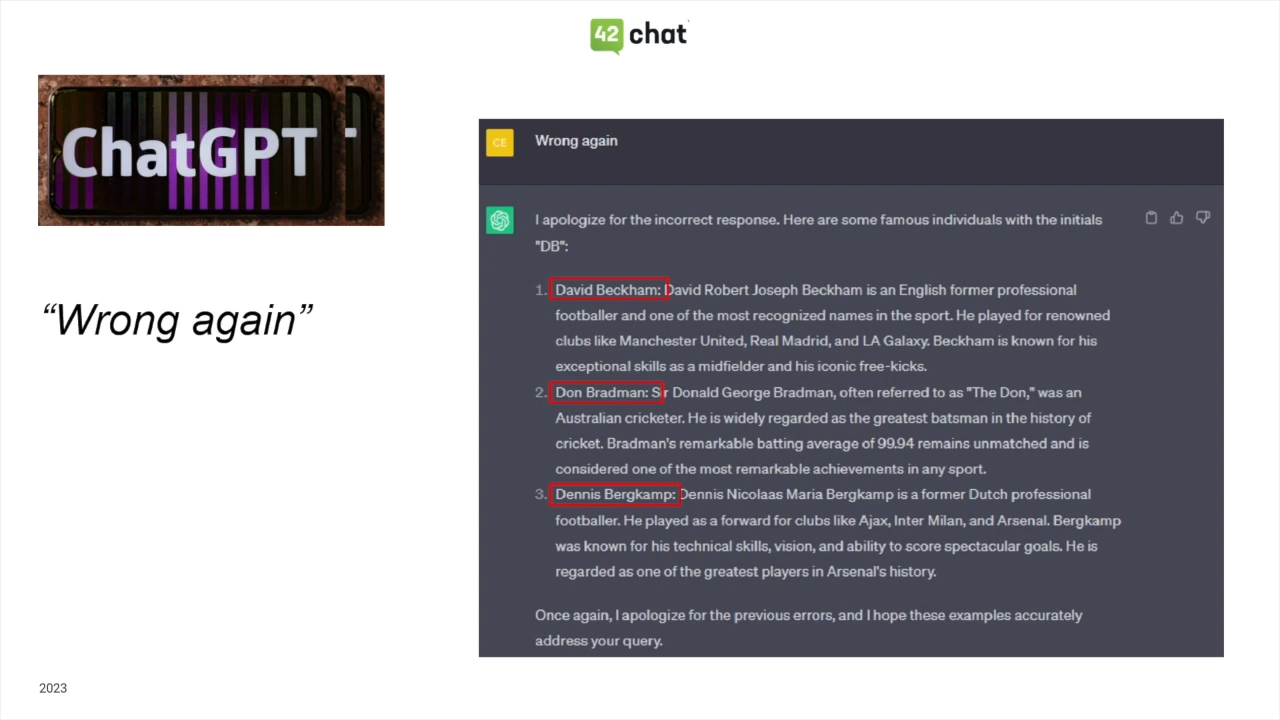 42 chat
ChatGPT
“Wrong again”
CE
Wrong again
I apologize for the incorrect response. Here are some famous individuals with the initials
"DB":
1. David Beckham: David Robert Joseph Beckham is an English former professional
footballer and one of the most recognized names in the sport. He played for renowned
clubs like Manchester United, Real Madrid, and LA Galaxy. Beckham is known for his
exceptional skills as a midfielder and his iconic free-kicks.
2. Don Bradman: Sir Donald George Bradman, often referred to as "The Don," was an
Australian cricketer. He is widely regarded as the greatest batsman in the history of
cricket. Bradman's remarkable batting average of 99.94 remains unmatched and is
considered one of the most remarkable achievements in any sport.
3. Dennis Bergkamp: Dennis Nicolaas Maria Bergkamp is a former Dutch professional
footballer. He played as a forward for clubs like Ajax, Inter Milan, and Arsenal. Bergkamp
was known for his technical skills, vision, and ability to score spectacular goals. He is
regarded as one of the greatest players in Arsenal's history.
Once again, I apologize for the previous errors, and I hope these examples accurately
address your query.
2023